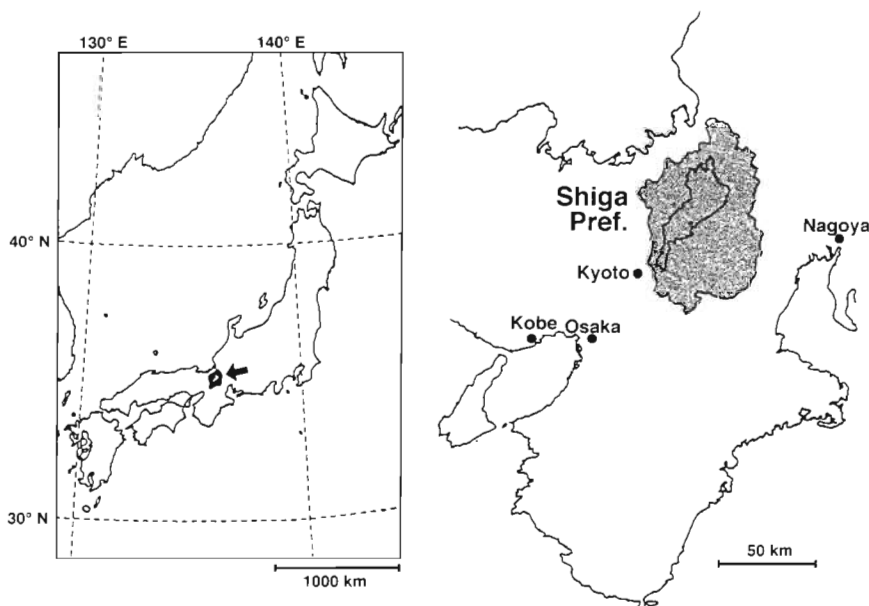 130° E
140° E
40° N
30° N
1000 km
Shiga
Pref.
Nagoya
Kyoto
Kobe
Osaka
50 km